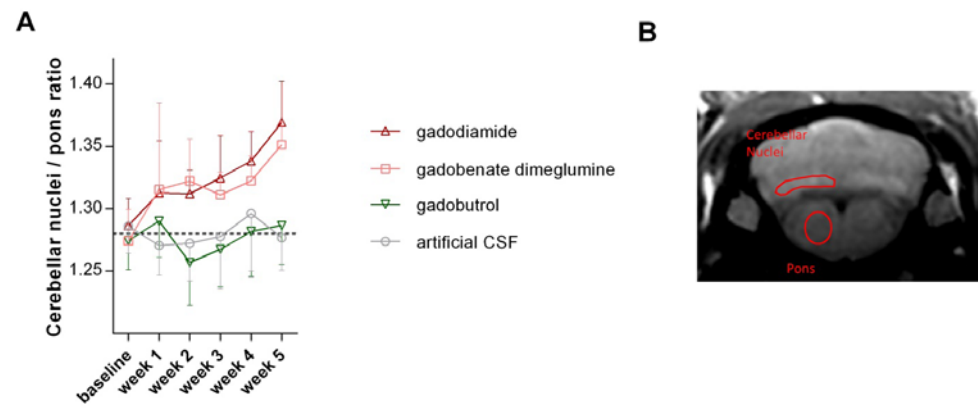 A
Cerebellar nuclei / pons ratio
1.40
1.35
1.30
1.25
baseline
week 1
week 2
week 3
week 4
week 5
gadodiamide
gadobenate dimeglumine
gadobutrol
artificial CSF
B
Cerebellar
Nuclei
Pons